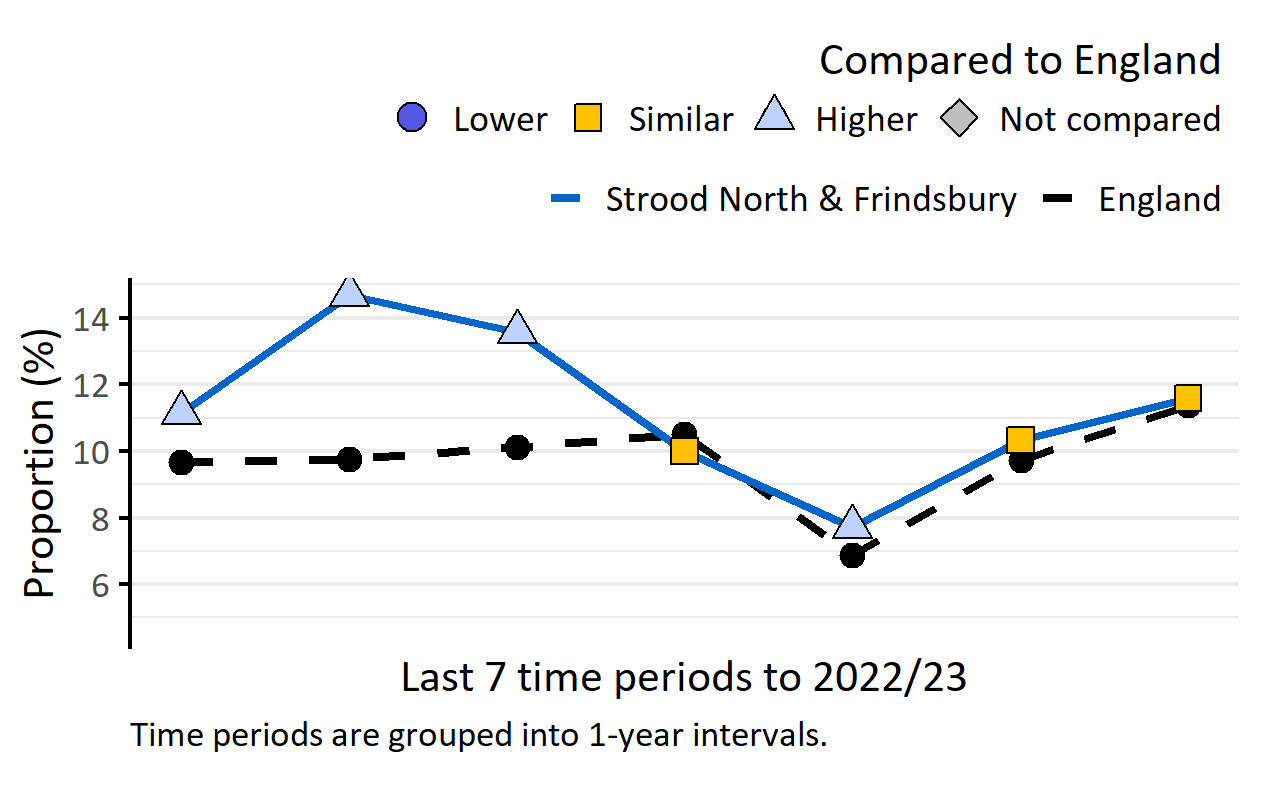 Compared to England
Lower Similar Higher Not compared
Strood North & Frindsbury England
Proportion (%)
14
12
10
8
6
Last 7 time periods to 2022/23
Time periods are grouped into 1-year intervals.